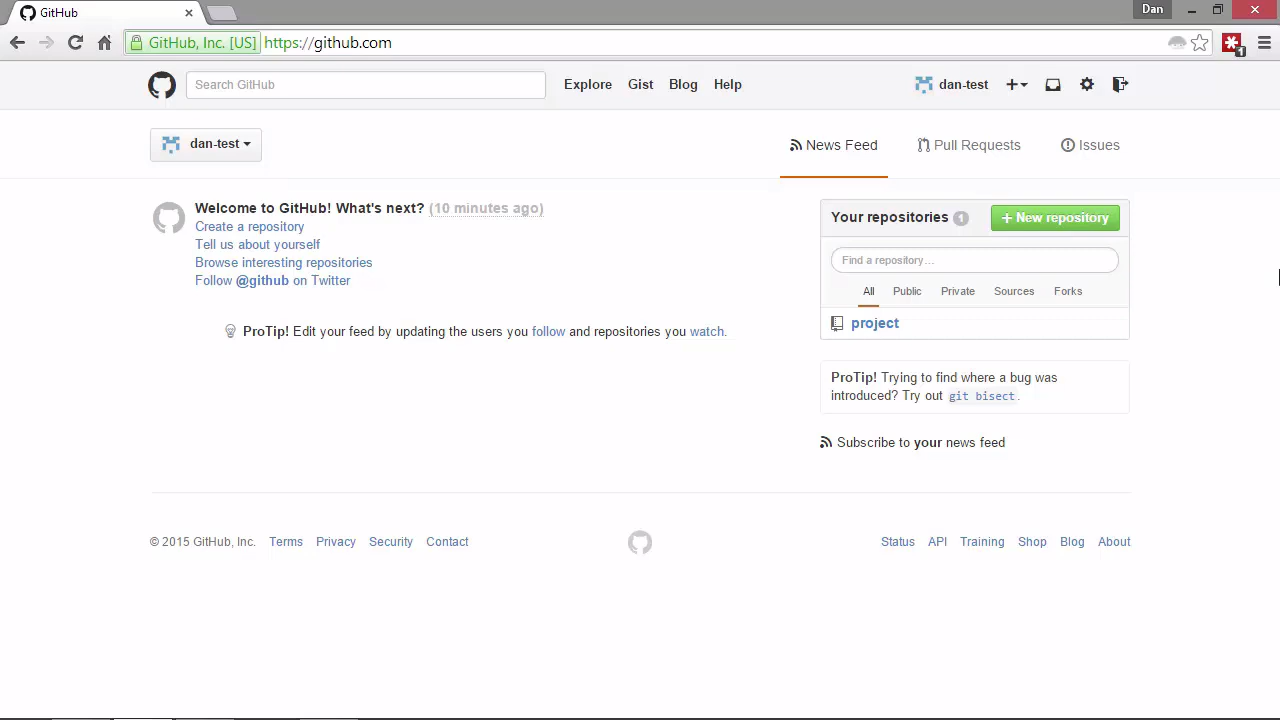 GitHub
Dan
GitHub, Inc. [US] https://github.com
1
Search GitHub
Explore Gist Blog Help
dan-test
dan-test
News Feed Pull Requests Issues
Welcome to GitHub! What's next? (10 minutes ago)
Create a repository
Tell us about yourself
Browse interesting repositories
Follow @github on Twitter
ProTip! Edit your feed by updating the users you follow and repositories you watch.
Your repositories 1 New repository
Find a repository…
All Public Private Sources Forks
project
ProTip! Trying to find where a bug was
introduced? Try out git bisect.
Subscribe to your news feed
© 2015 GitHub, Inc. Terms Privacy Security Contact
Status API Training Shop Blog About